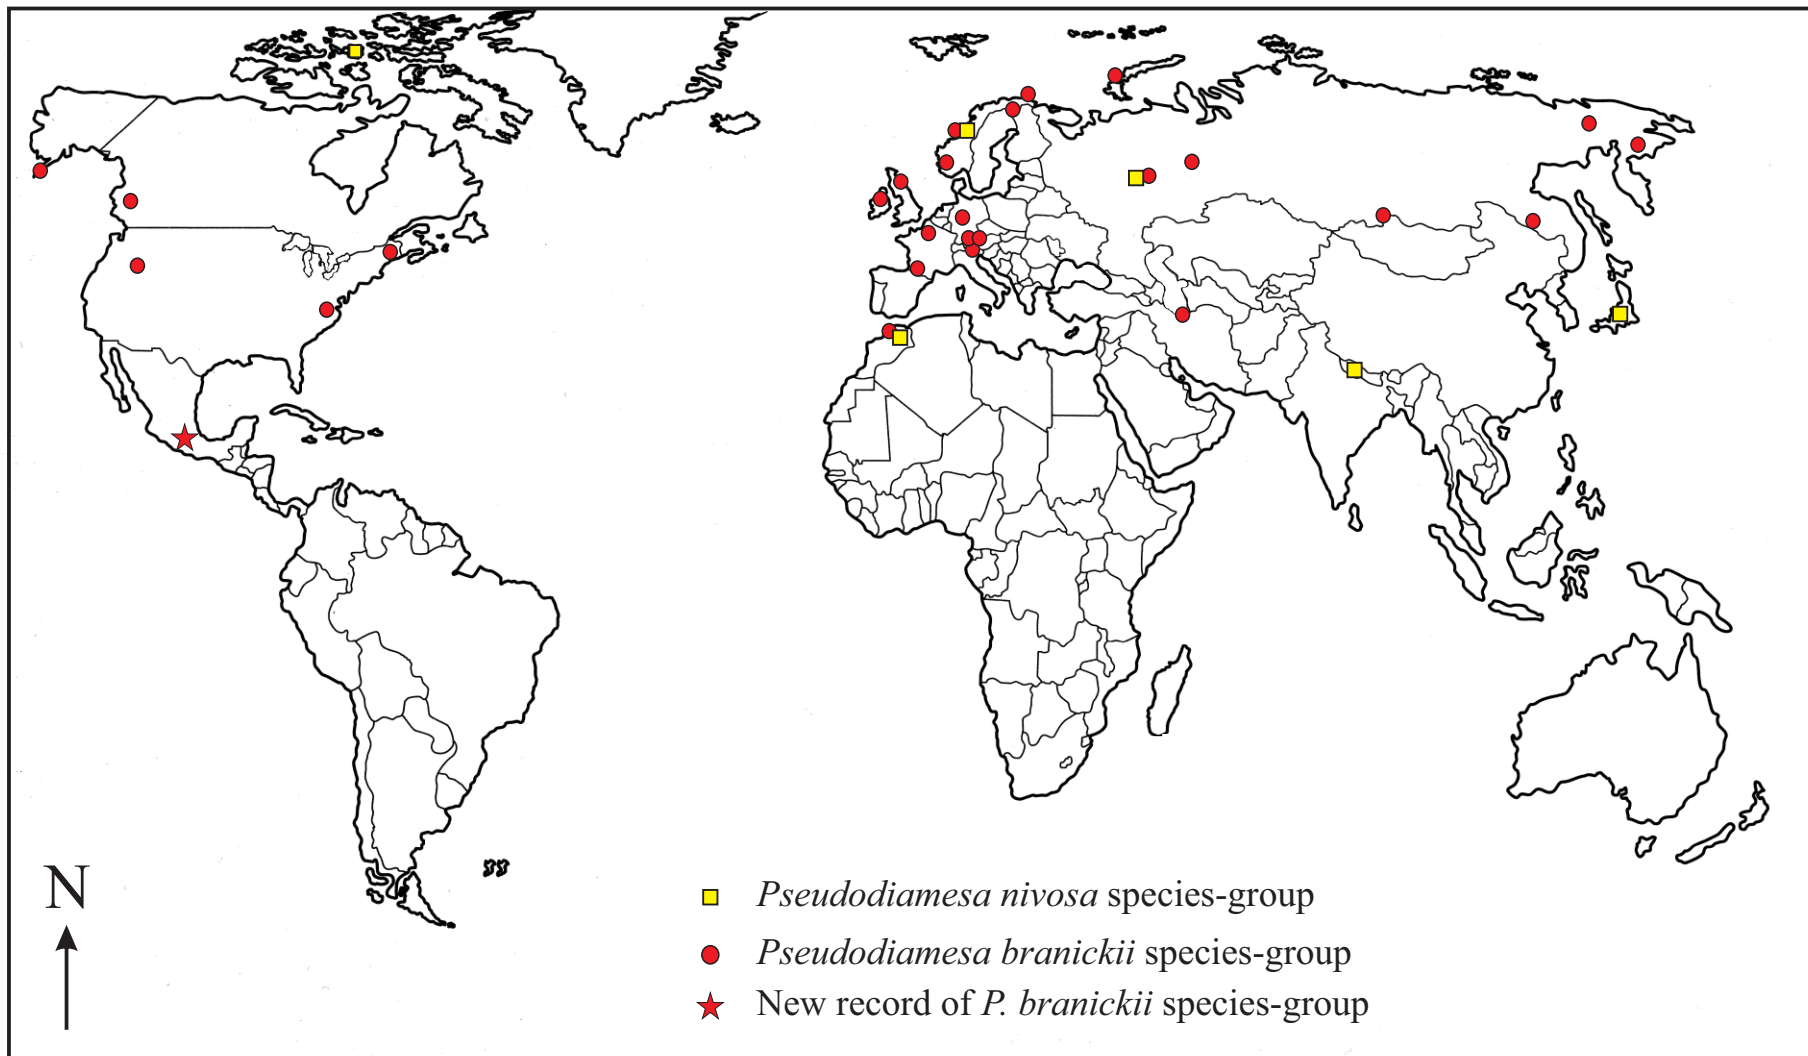 N
Pseudodiamesa nivosa species-group
Pseudodiamesa branickii species-group
New record of P. branickii species-group